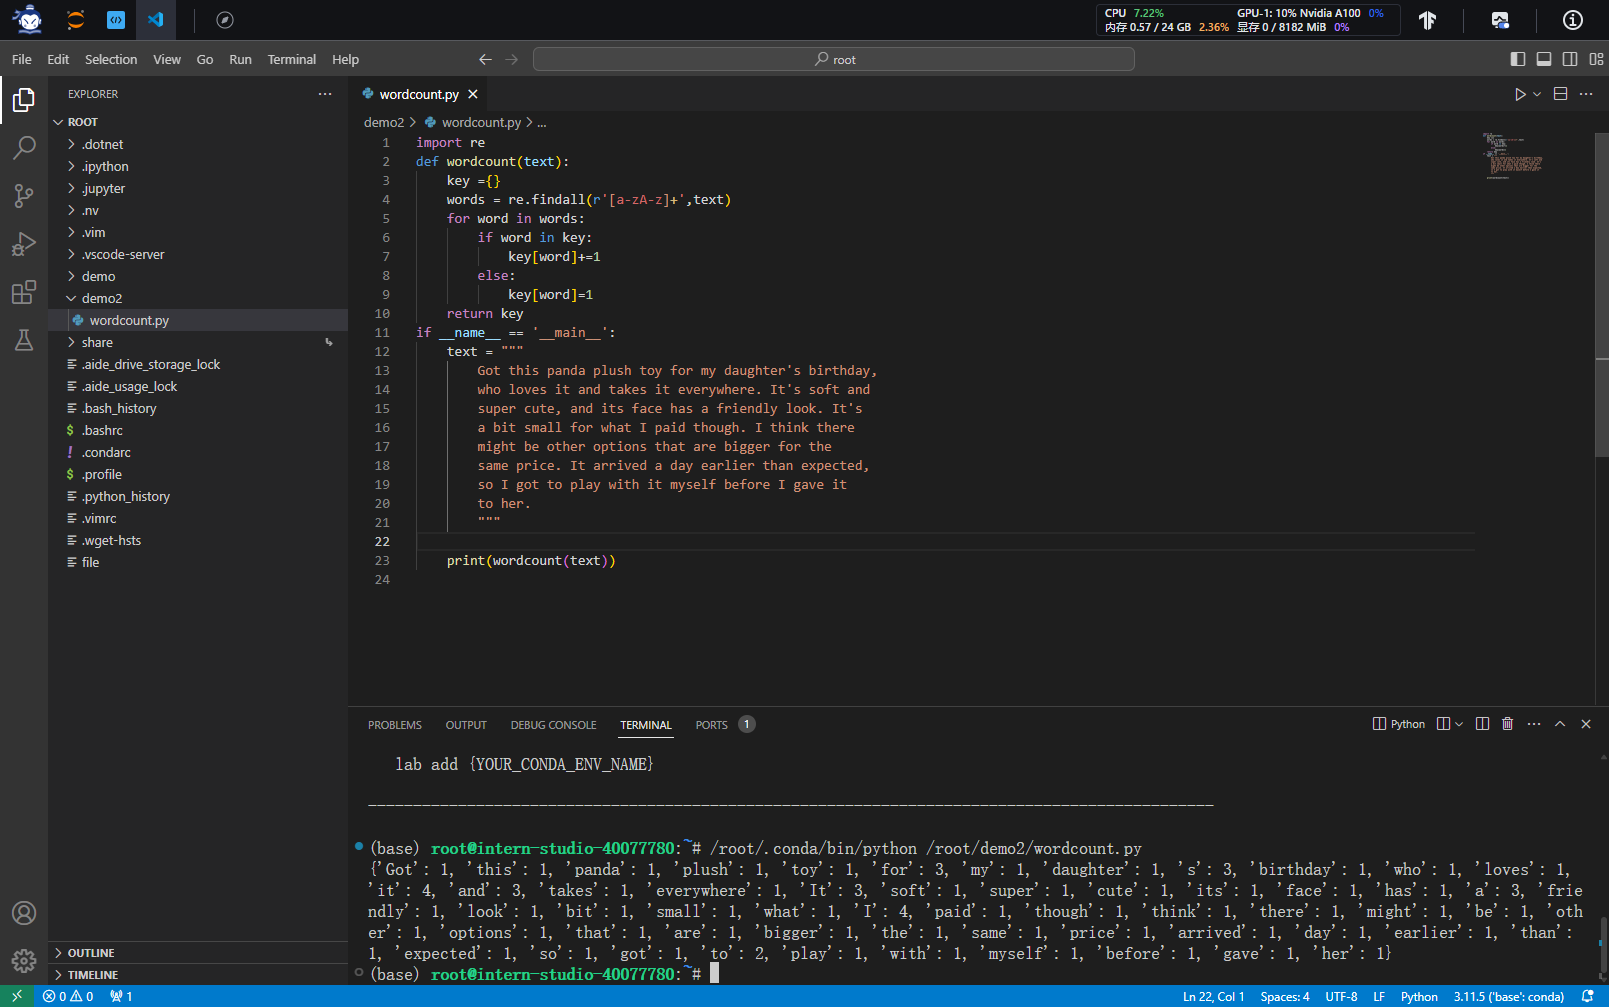 CPU 7.22% GPU-1: 10% Nvidia A100 0%
内存 0.57 / 24 GB 2.36% 显存 0 / 8182 MiB 0%
File Edit Selection View Go Run Terminal Help
root
EXPLORER
wordcount.py
demo2 > wordcount.py > ...
ROOT
.dotnet
.ipython
.jupyter
.nv
.vim
.vscode-server
demo
demo2
wordcount.py
share
.aide_drive_storage_lock
.aide_usage_lock
.bash_history
.bashrc
.condarc
.profile
.python_history
.vimrc
.wget-hsts
file
OUTLINE
TIMELINE
1 import re
2 def wordcount(text):
3 key ={}
4 words = re.findall(r'[a-zA-z]+',text)
5 for word in words:
6 if word in key:
7 key[word]+=1
8 else:
9 key[word]=1
10 return key
11 if __name__ == '__main__':
12 text = """
13 Got this panda plush toy for my daughter's birthday,
14 who loves it and takes it everywhere. It's soft and
15 super cute, and its face has a friendly look. It's
16 a bit small for what I paid though. I think there
17 might be other options that are bigger for the
18 same price. It arrived a day earlier than expected,
19 so I got to play with it myself before I gave it
20 to her.
21 """
22
23 print(wordcount(text))
24
PROBLEMS OUTPUT DEBUG CONSOLE TERMINAL PORTS 1
Python
lab add {YOUR_CONDA_ENV_NAME}
(base) root@intern-studio-40077780:~# /root/.conda/bin/python /root/demo2/wordcount.py
{'Got': 1, 'this': 1, 'panda': 1, 'plush': 1, 'toy': 1, 'for': 3, 'my': 1, 'daughter': 1, 's': 3, 'birthday': 1, 'who': 1, 'loves': 1,
'it': 4, 'and': 3, 'takes': 1, 'everywhere': 1, 'It': 3, 'soft': 1, 'super': 1, 'cute': 1, 'its': 1, 'face': 1, 'has': 1, 'a': 3, 'frie
ndly': 1, 'look': 1, 'bit': 1, 'small': 1, 'what': 1, 'I': 4, 'paid': 1, 'though': 1, 'think': 1, 'there': 1, 'might': 1, 'be': 1, 'oth
er': 1, 'options': 1, 'that': 1, 'are': 1, 'bigger': 1, 'the': 1, 'same': 1, 'price': 1, 'arrived': 1, 'day': 1, 'earlier': 1, 'than':
1, 'expected': 1, 'so': 1, 'got': 1, 'to': 2, 'play': 1, 'with': 1, 'myself': 1, 'before': 1, 'gave': 1, 'her': 1}
(base) root@intern-studio-40077780:~#
0 0 1 Ln 22, Col 1 Spaces: 4 UTF-8 LF Python 3.11.5 ('base': conda)